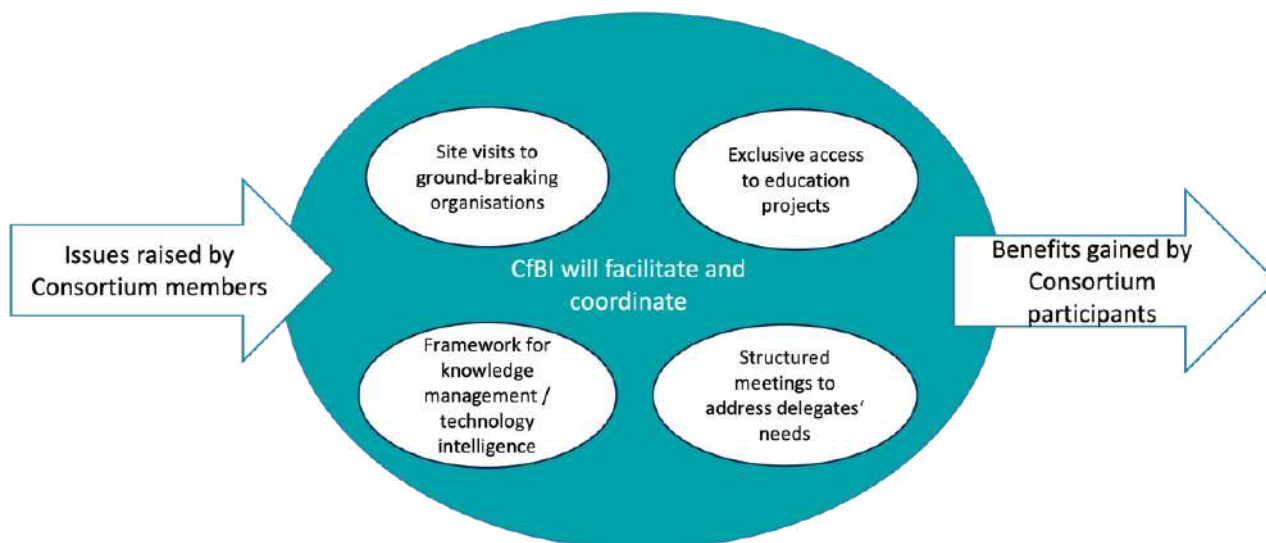 Site visits to
ground-breaking
organisations
Exclusive access
to education
projects
Issues raised by
Consortium members
CfBI will facilitate and
coordinate
Benefits gained by
Consortium
participants
Framework for
knowledge
management /
technology
intelligence
Structured
meetings to
address delegates‘
needs